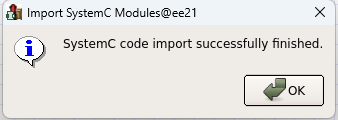 Import SystemC Modules@ee21
SystemC code import successfully finished.
OK